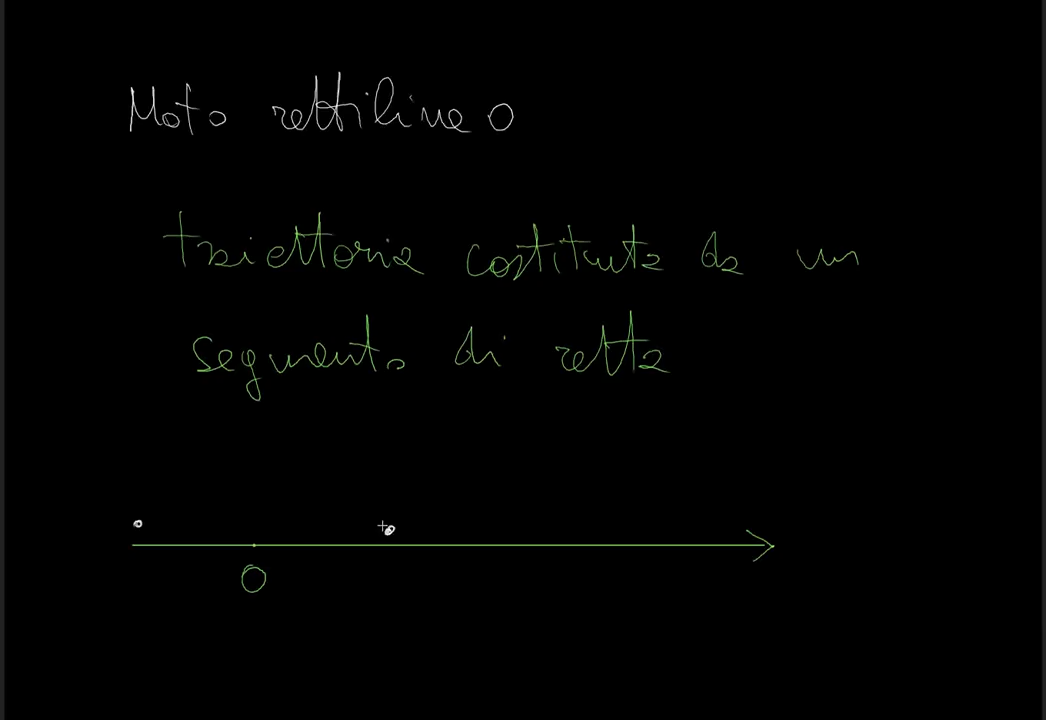 Moto rettilineo
traiettoria costituita da un
segmento di retta
O